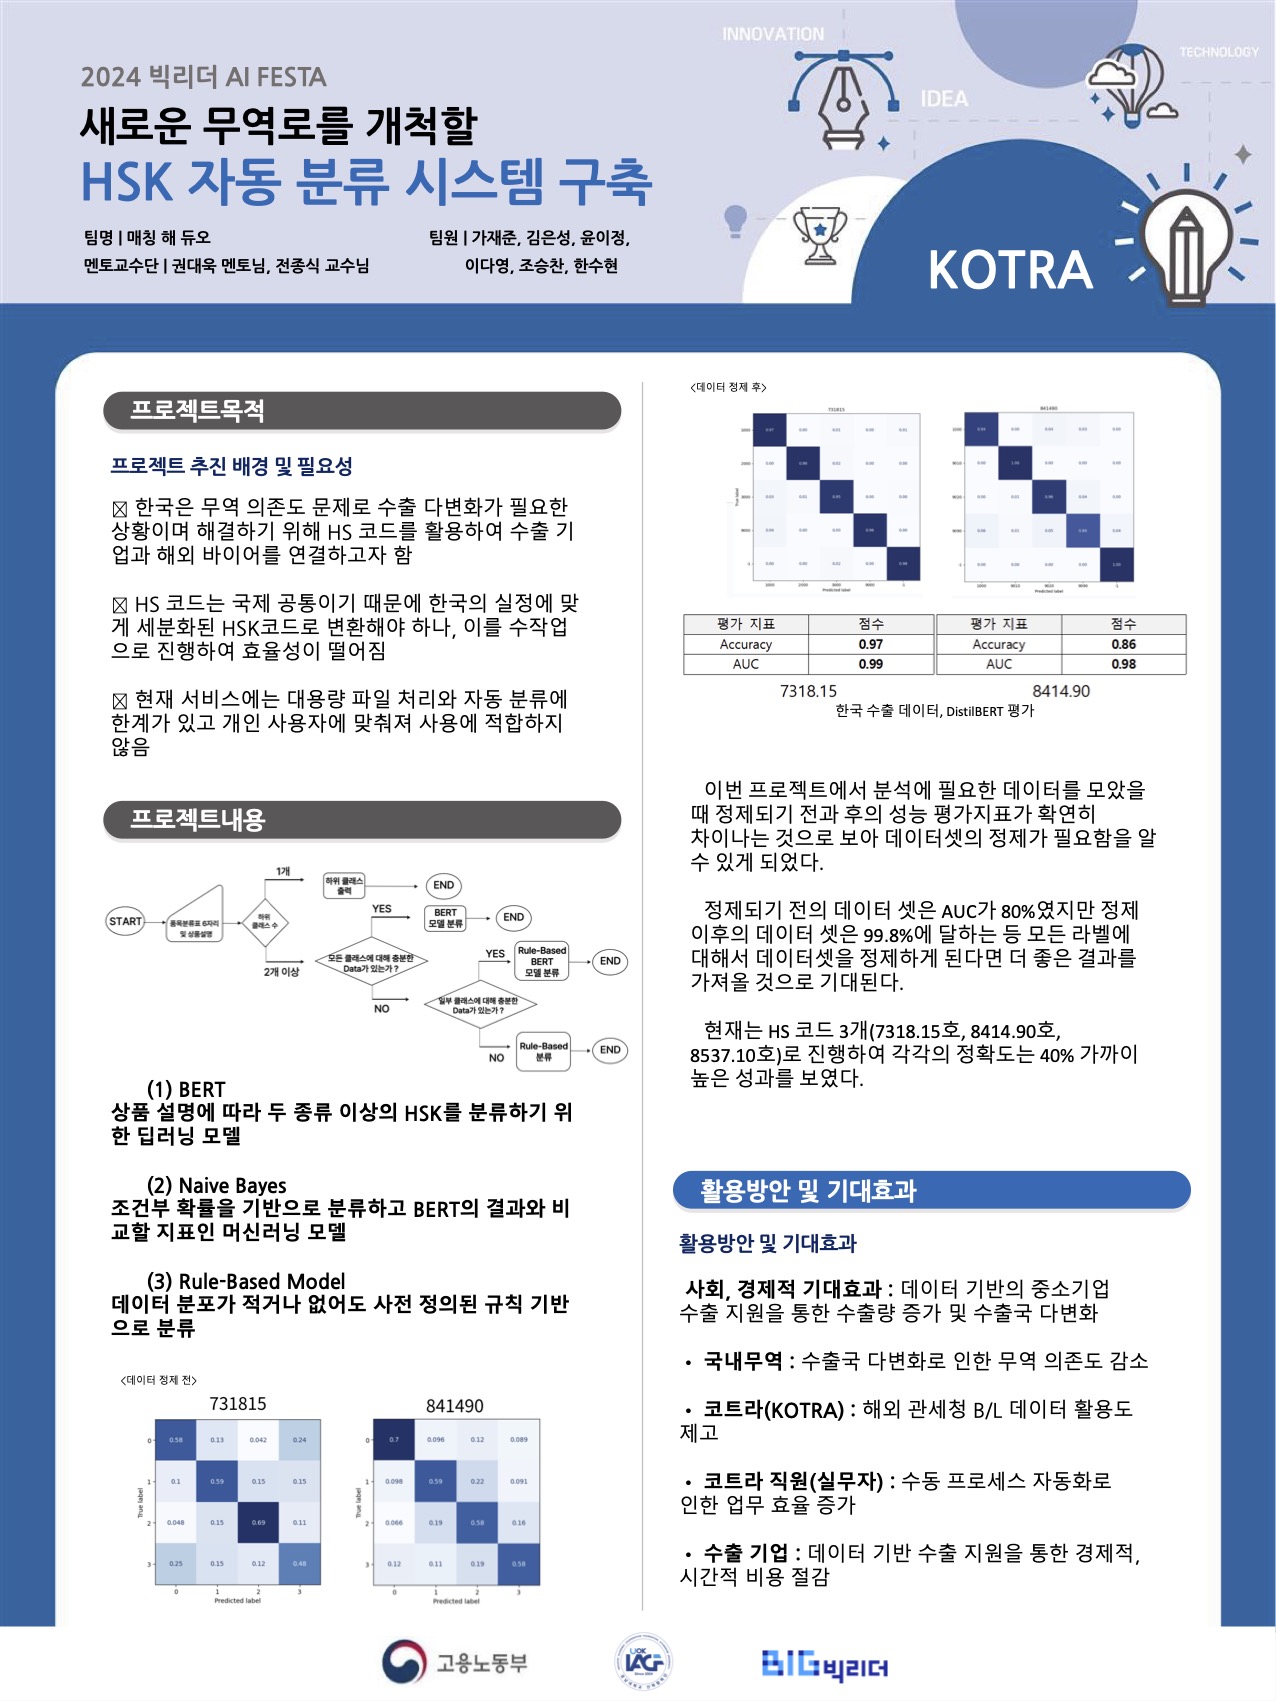 INNOVATION
TECHNOLOGY
IDEA
2024 빅리더 AI FESTA
새로운 무역로를 개척할
HSK 자동 분류 시스템 구축
팀명 | 매칭 해 듀오
팀원 | 가재준, 김은성, 윤이정,
멘토교수단 | 권대욱 멘토님, 전종식 교수님
이다영, 조승찬, 한수현
KOTRA
프로젝트목적
프로젝트 추진 배경 및 필요성
한국은 무역 의존도 문제로 수출 다변화가 필요한
상황이며 해결하기 위해 HS 코드를 활용하여 수출 기
업과 해외 바이어를 연결하고자 함
HS 코드는 국제 공통이기 때문에 한국의 실정에 맞
게 세분화된 HSK코드로 변환해야 하나, 이를 수작업
으로 진행하여 효율성이 떨어짐
현재 서비스에는 대용량 파일 처리와 자동 분류에
한계가 있고 개인 사용자에 맞춰져 사용에 적합하지
않음
프로젝트내용
START
품목분류표 6자리
및 상품설명
하위
클래스 수
1개
하위 클래스
출력
END
2개 이상
모든 클래스에 대해 충분한
Data가 있는가 ?
YES
BERT
모델 분류
END
NO
일부 클래스에 대해 충분한
Data가 있는가 ?
YES
Rule-Based
BERT
모델 분류
END
NO
Rule-Based
분류
END
(1) BERT
상품 설명에 따라 두 종류 이상의 HSK를 분류하기 위
한 딥러닝 모델
(2) Naive Bayes
조건부 확률을 기반으로 분류하고 BERT의 결과와 비
교할 지표인 머신러닝 모델
(3) Rule-Based Model
데이터 분포가 적거나 없어도 사전 정의된 규칙 기반
으로 분류
<데이터 정제 전>
731815
True label
0 0.58 0.13 0.042 0.24
1 0.1 0.59 0.15 0.15
2 0.048 0.15 0.69 0.11
3 0.25 0.15 0.12 0.48
0 1 2 3
Predicted label
841490
True label
0 0.7 0.096 0.12 0.089
1 0.098 0.59 0.22 0.091
2 0.066 0.19 0.58 0.16
3 0.12 0.11 0.19 0.58
0 1 2 3
Predicted label
<데이터 정제 후>
731815
True label
Predicted label
841490
Predicted label
평가 지표 점수
Accuracy 0.97
AUC 0.99
7318.15
평가 지표 점수
Accuracy 0.86
AUC 0.98
8414.90
한국 수출 데이터, DistilBERT 평가
이번 프로젝트에서 분석에 필요한 데이터를 모았을
때 정제되기 전과 후의 성능 평가지표가 확연히
차이나는 것으로 보아 데이터셋의 정제가 필요함을 알
수 있게 되었다.
정제되기 전의 데이터 셋은 AUC가 80%였지만 정제
이후의 데이터 셋은 99.8%에 달하는 등 모든 라벨에
대해서 데이터셋을 정제하게 된다면 더 좋은 결과를
가져올 것으로 기대된다.
현재는 HS 코드 3개(7318.15호, 8414.90호,
8537.10호)로 진행하여 각각의 정확도는 40% 가까이
높은 성과를 보였다.
활용방안 및 기대효과
활용방안 및 기대효과
사회, 경제적 기대효과 : 데이터 기반의 중소기업
수출 지원을 통한 수출량 증가 및 수출국 다변화
• 국내무역 : 수출국 다변화로 인한 무역 의존도 감소
• 코트라(KOTRA) : 해외 관세청 B/L 데이터 활용도
제고
• 코트라 직원(실무자) : 수동 프로세스 자동화로
인한 업무 효율 증가
• 수출 기업 : 데이터 기반 수출 지원을 통한 경제적,
시간적 비용 절감
고용노동부
UOK
IACF
BIG 빅리더